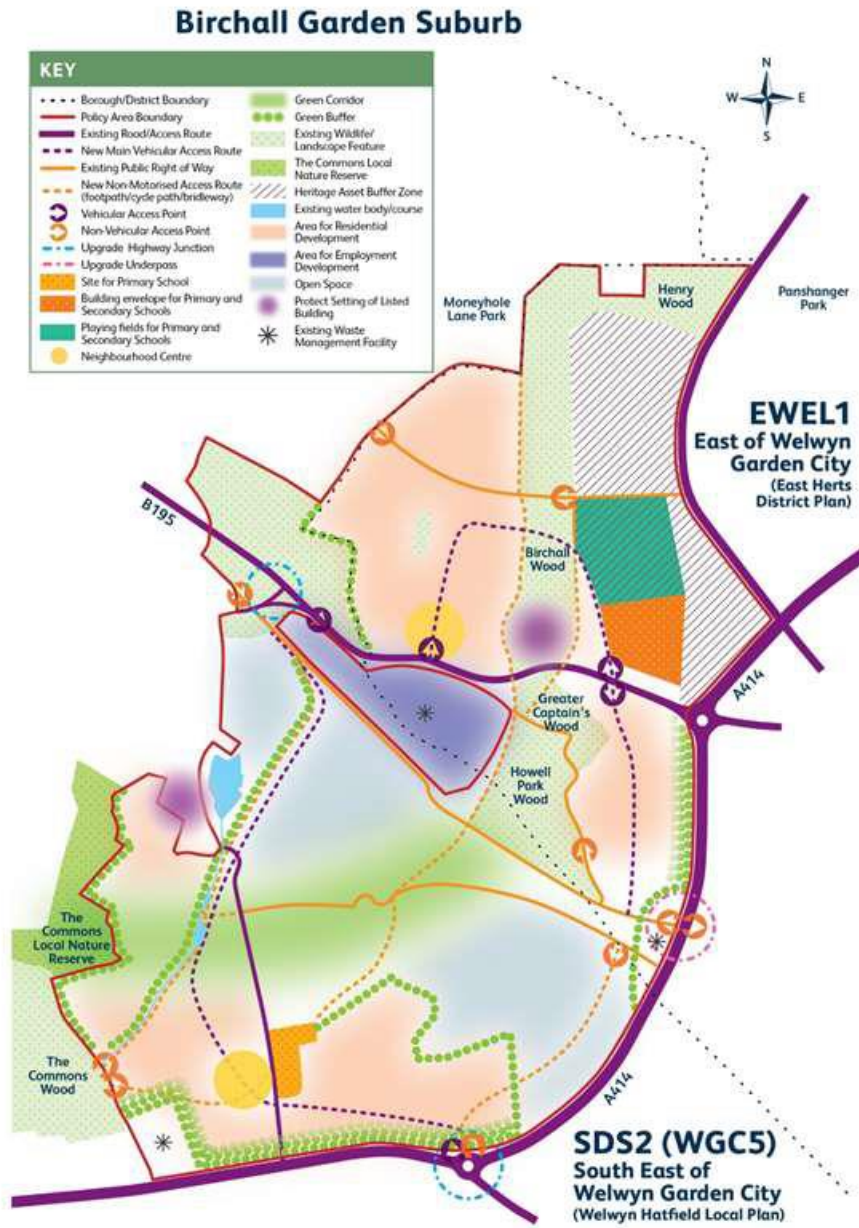 Birchall Garden Suburb
KEY
Borough/District Boundary
Policy Area Boundary
Existing Road/Access Route
New Main Vehicular Access Route
Existing Public Right of Way
New Non-Motorised Access Route
(footpath/cycle path/bridleway)
Vehicular Access Point
Non-Vehicular Access Point
Upgrade Highway Junction
Upgrade Underpass
Site for Primary School
Building envelope for Primary and
Secondary Schools
Playing fields for Primary and
Secondary Schools
Neighbourhood Centre
Green Corridor
Green Buffer
Existing Wildlife/
Landscape Feature
The Commons Local
Nature Reserve
Heritage Asset Buffer Zone
Existing water body/course
Area for Residential
Development
Area for Employment
Development
Open Space
Protect Setting of Listed
Building
Existing Waste
Management Facility
N
W
E
S
Moneyhole
Lane Park
Henry
Wood
Panshanger
Park
EWEL1
East of Welwyn
Garden City
(East Herts
District Plan)
B195
Birchall
Wood
A414
Greater
Captain's
Wood
Howell
Park
Wood
The
Commons
Local Nature
Reserve
The
Commons
Wood
A414
SDS2 (WGC5)
South East of
Welwyn Garden City
(Welwyn Hatfield Local Plan)